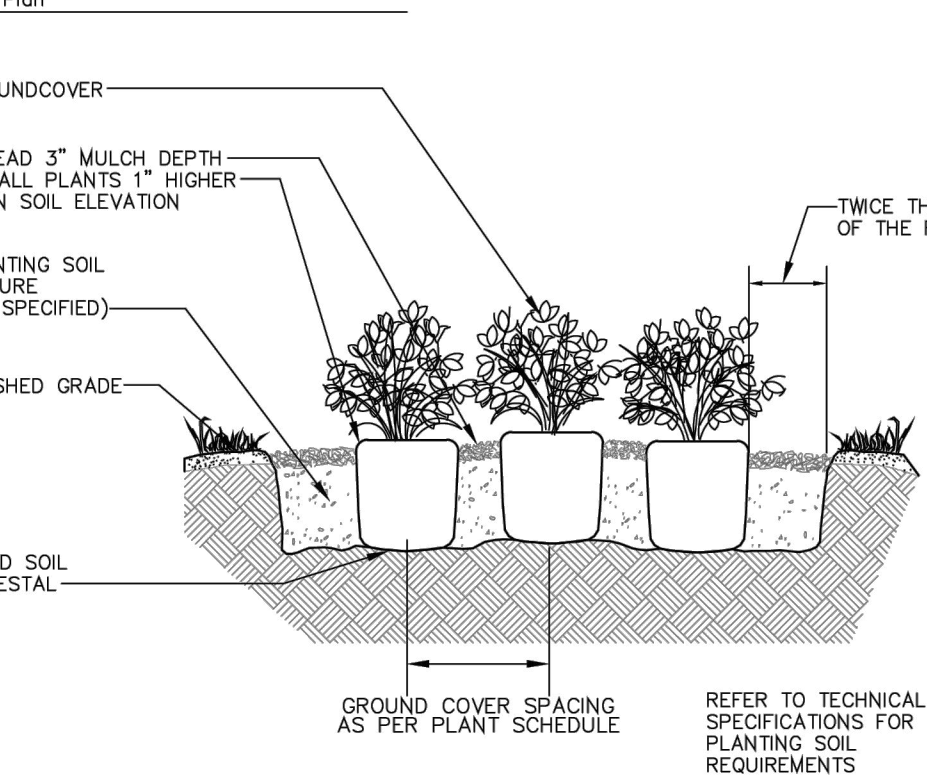 Plan
UNDCOVER
EAD 3" MULCH DEPTH
ALL PLANTS 1" HIGHER
N SOIL ELEVATION
TWICE TH
OF THE
NTING SOIL
URE
SPECIFIED)
SHED GRADE
D SOIL
ESTAL
GROUND COVER SPACING
AS PER PLANT SCHEDULE
REFER TO TECHNICAL
SPECIFICATIONS FOR
PLANTING SOIL
REQUIREMENTS